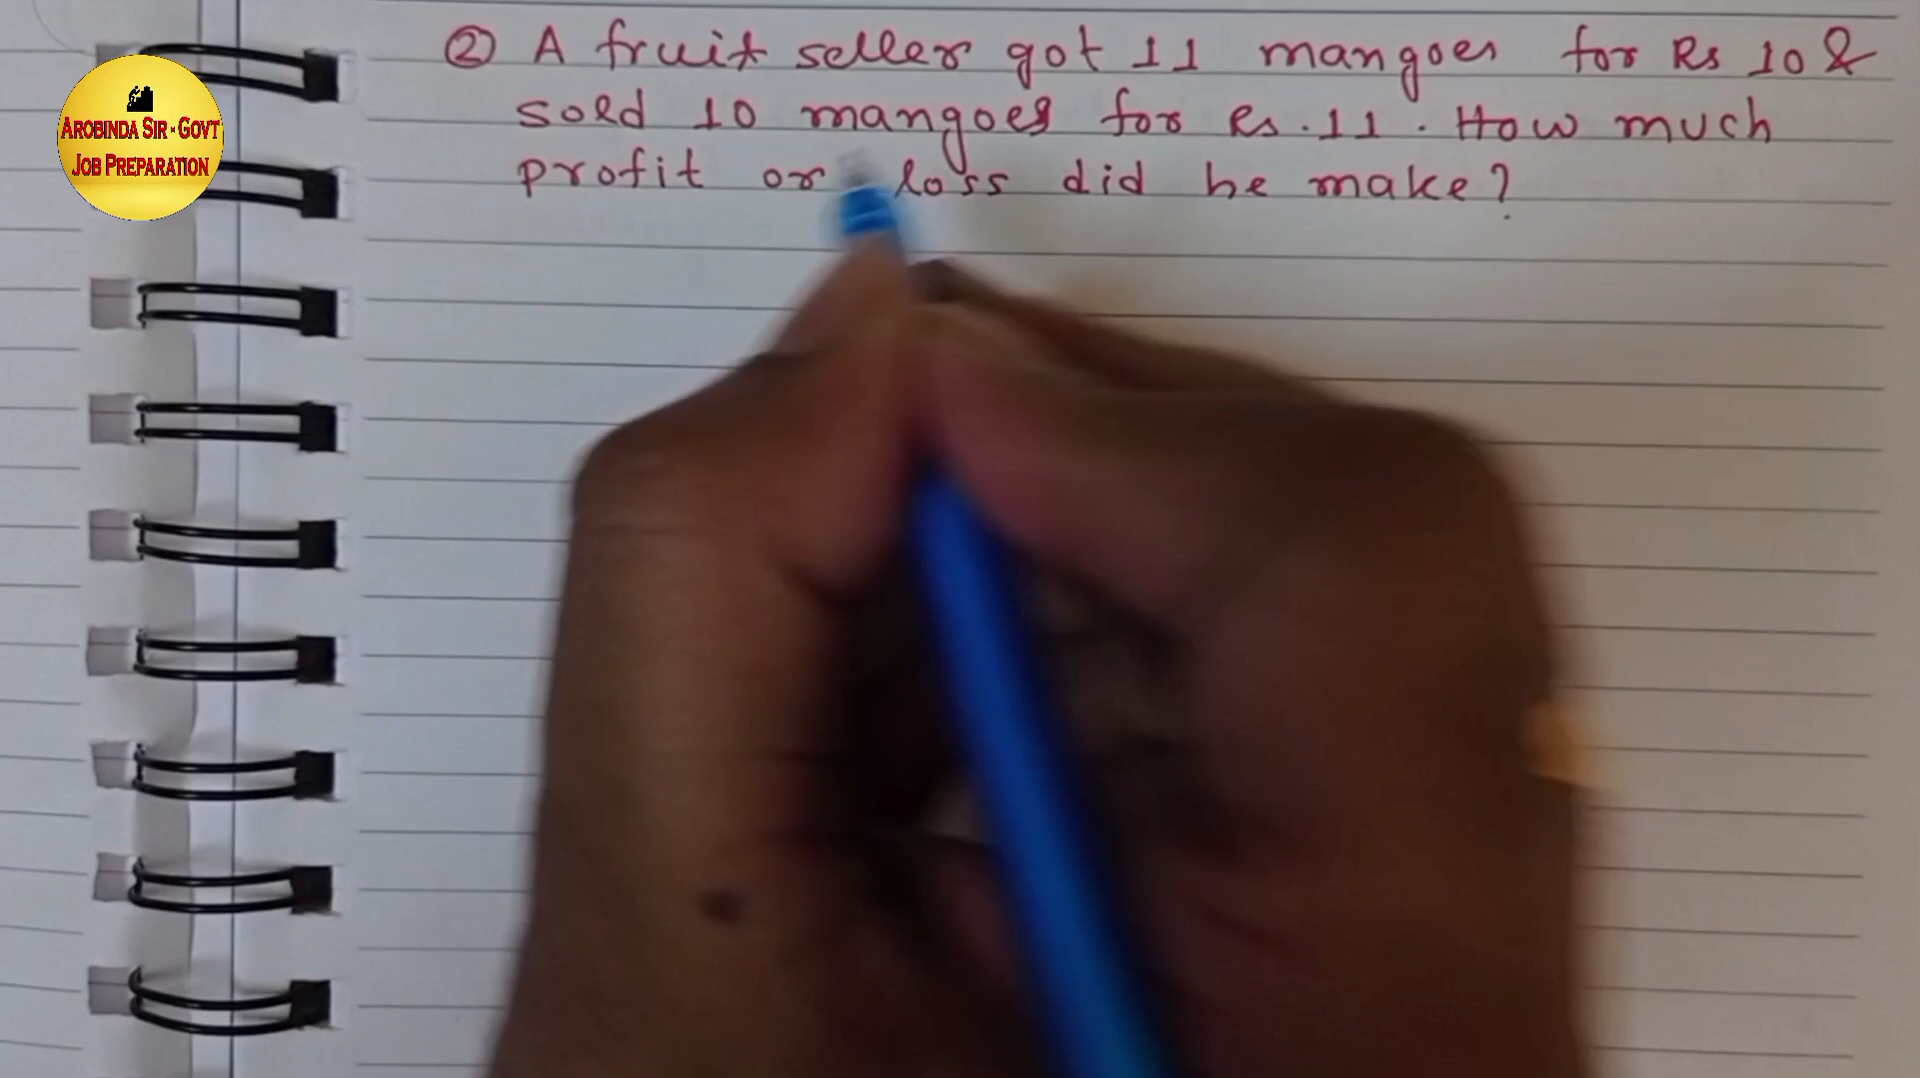 ② A fruit seller got 11 mangoes for Rs 10 &
sold 10 mangoes for Rs. 11. How much
profit or loss did he make?
AROBINDA SIR - GOVT
JOB PREPARATION